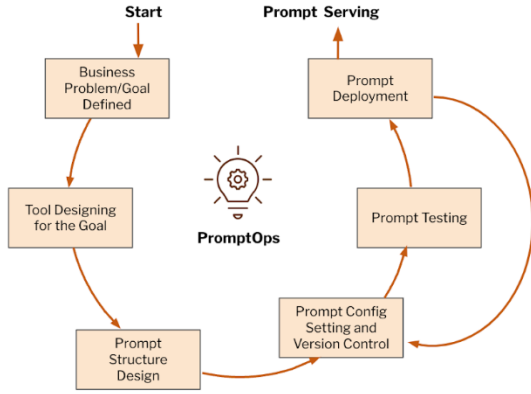 Start
Prompt Serving
Business
Problem/Goal
Defined
Prompt
Deployment
Tool Designing
for the Goal
PromptOps
Prompt Testing
Prompt
Structure
Design
Prompt Config
Setting and
Version Control